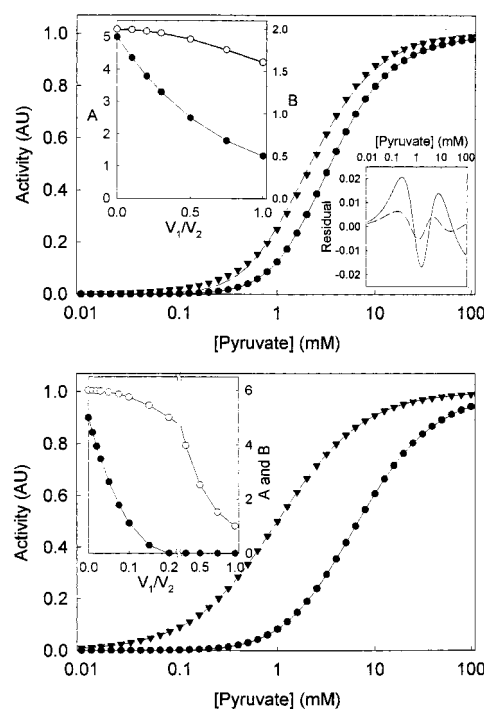 5 4 3 2 1 0
A
2.0 1.5 1.0 0.5 0.0
B
0.0 0.5 1.0
V1/V2
1.0 0.8 0.6 0.4 0.2 0.0
Activity (AU)
[Pyruvate] (mM)
0.01 0.1 1 10 100
0.02 0.01 0.00 -0.01 -0.02
Residual
0.01 0.1 1 10 100
[Pyruvate] (mM)
6 4 2 0
A and B
0.0 0.1 0.2 0.5 1.0
V1/V2
1.0 0.8 0.6 0.4 0.2 0.0
Activity (AU)
0.01 0.1 1 10 100
[Pyruvate] (mM)